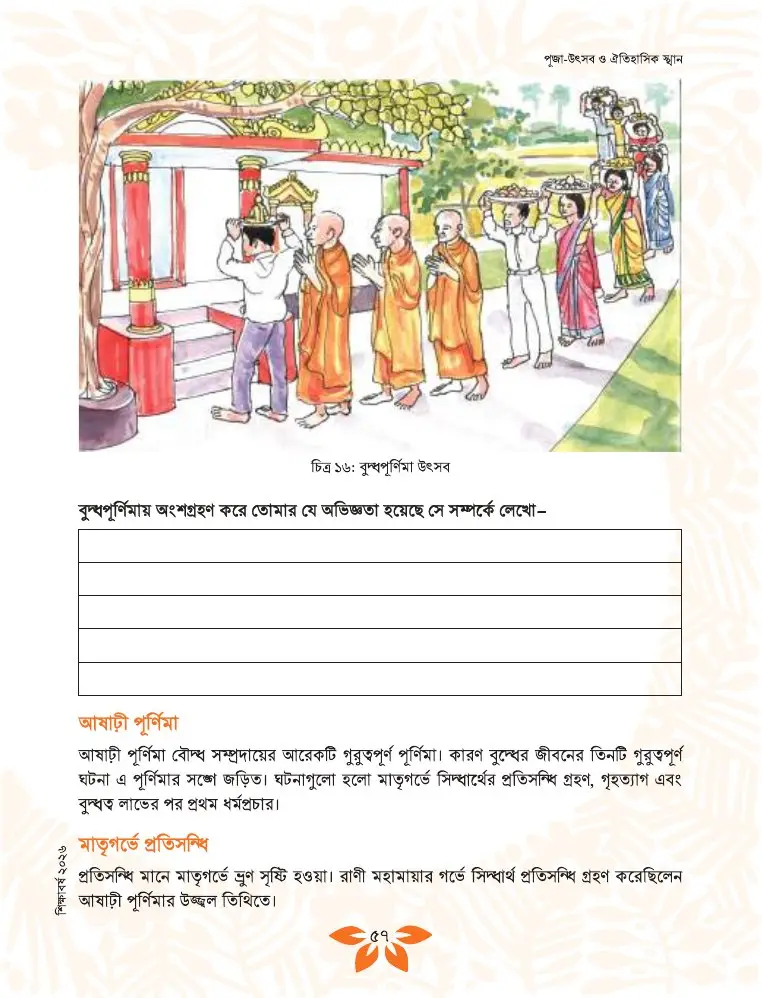 পূজা-উৎসব ও ঐতিহাসিক স্থান
চিত্র ১৬: বুদ্ধপূর্ণিমা উৎসব
বুদ্ধপূর্ণিমায় অংশগ্রহণ করে তোমার যে অভিজ্ঞতা হয়েছে সে সম্পর্কে লেখো–
আষাঢ়ী পূর্ণিমা
আষাঢ়ী পূর্ণিমা বৌদ্ধ সম্প্রদায়ের আরেকটি গুরুত্বপূর্ণ পূর্ণিমা। কারণ বুদ্ধের জীবনের তিনটি গুরুত্বপূর্ণ
ঘটনা এ পূর্ণিমার সঙ্গে জড়িত। ঘটনাগুলো হলো মাতৃগর্ভে সিদ্ধার্থের প্রতিসন্ধি গ্রহণ, গৃহত্যাগ এবং
বুদ্ধত্ব লাভের পর প্রথম ধর্মপ্রচার।
মাতৃগর্ভে প্রতিসন্ধি
প্রতিসন্ধি মানে মাতৃগর্ভে ভ্রুণ সৃষ্টি হওয়া। রাণী মহামায়ার গর্ভে সিদ্ধার্থ প্রতিসন্ধি গ্রহণ করেছিলেন
আষাঢ়ী পূর্ণিমার উজ্জ্বল তিথিতে।
শিক্ষাবর্ষ ২০২৬
৫৭